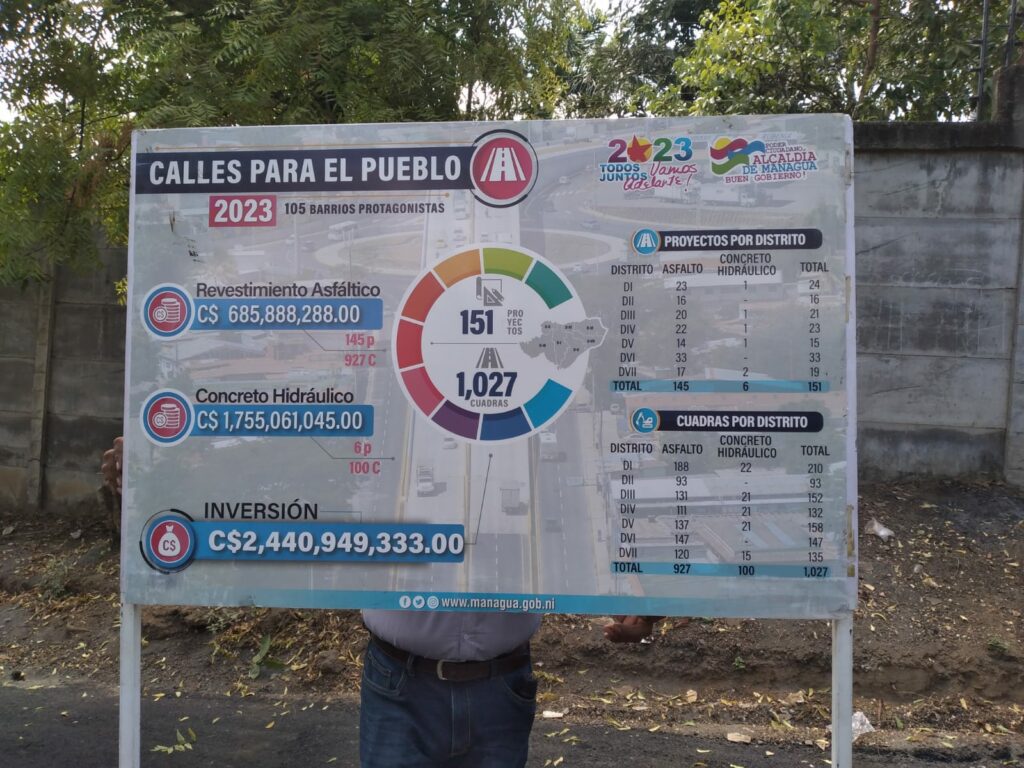 CALLES PARA EL PUEBLO
2023 105 BARRIOS PROTAGONISTAS
2023
TODOS JUNTOS Vamos Adelante!
PODER CIUDADANO
ALCALDIA DE MANAGUA
BUEN GOBIERNO!
Revestimiento Asfáltico
C$ 685,888,288.00
145 p
927 C
Concreto Hidráulico
C$ 1,755,061,045.00
6 p
100 C
INVERSIÓN
C$
C$2,440,949,333.00
151 PROYECTOS
1,027
CUADRAS
PROYECTOS POR DISTRITO
DISTRITO ASFALTO CONCRETO HIDRÁULICO TOTAL
DI 23 1 24
DII 16 - 16
DIII 20 1 21
DIV 22 1 23
DV 14 1 15
DVI 33 - 33
DVII 17 2 19
TOTAL 145 6 151
CUADRAS POR DISTRITO
DISTRITO ASFALTO CONCRETO HIDRÁULICO TOTAL
DI 188 22 210
DII 93 - 93
DIII 131 21 152
DIV 111 21 132
DV 137 21 158
DVI 147 - 147
DVII 120 15 135
TOTAL 927 100 1,027
www.managua.gob.ni